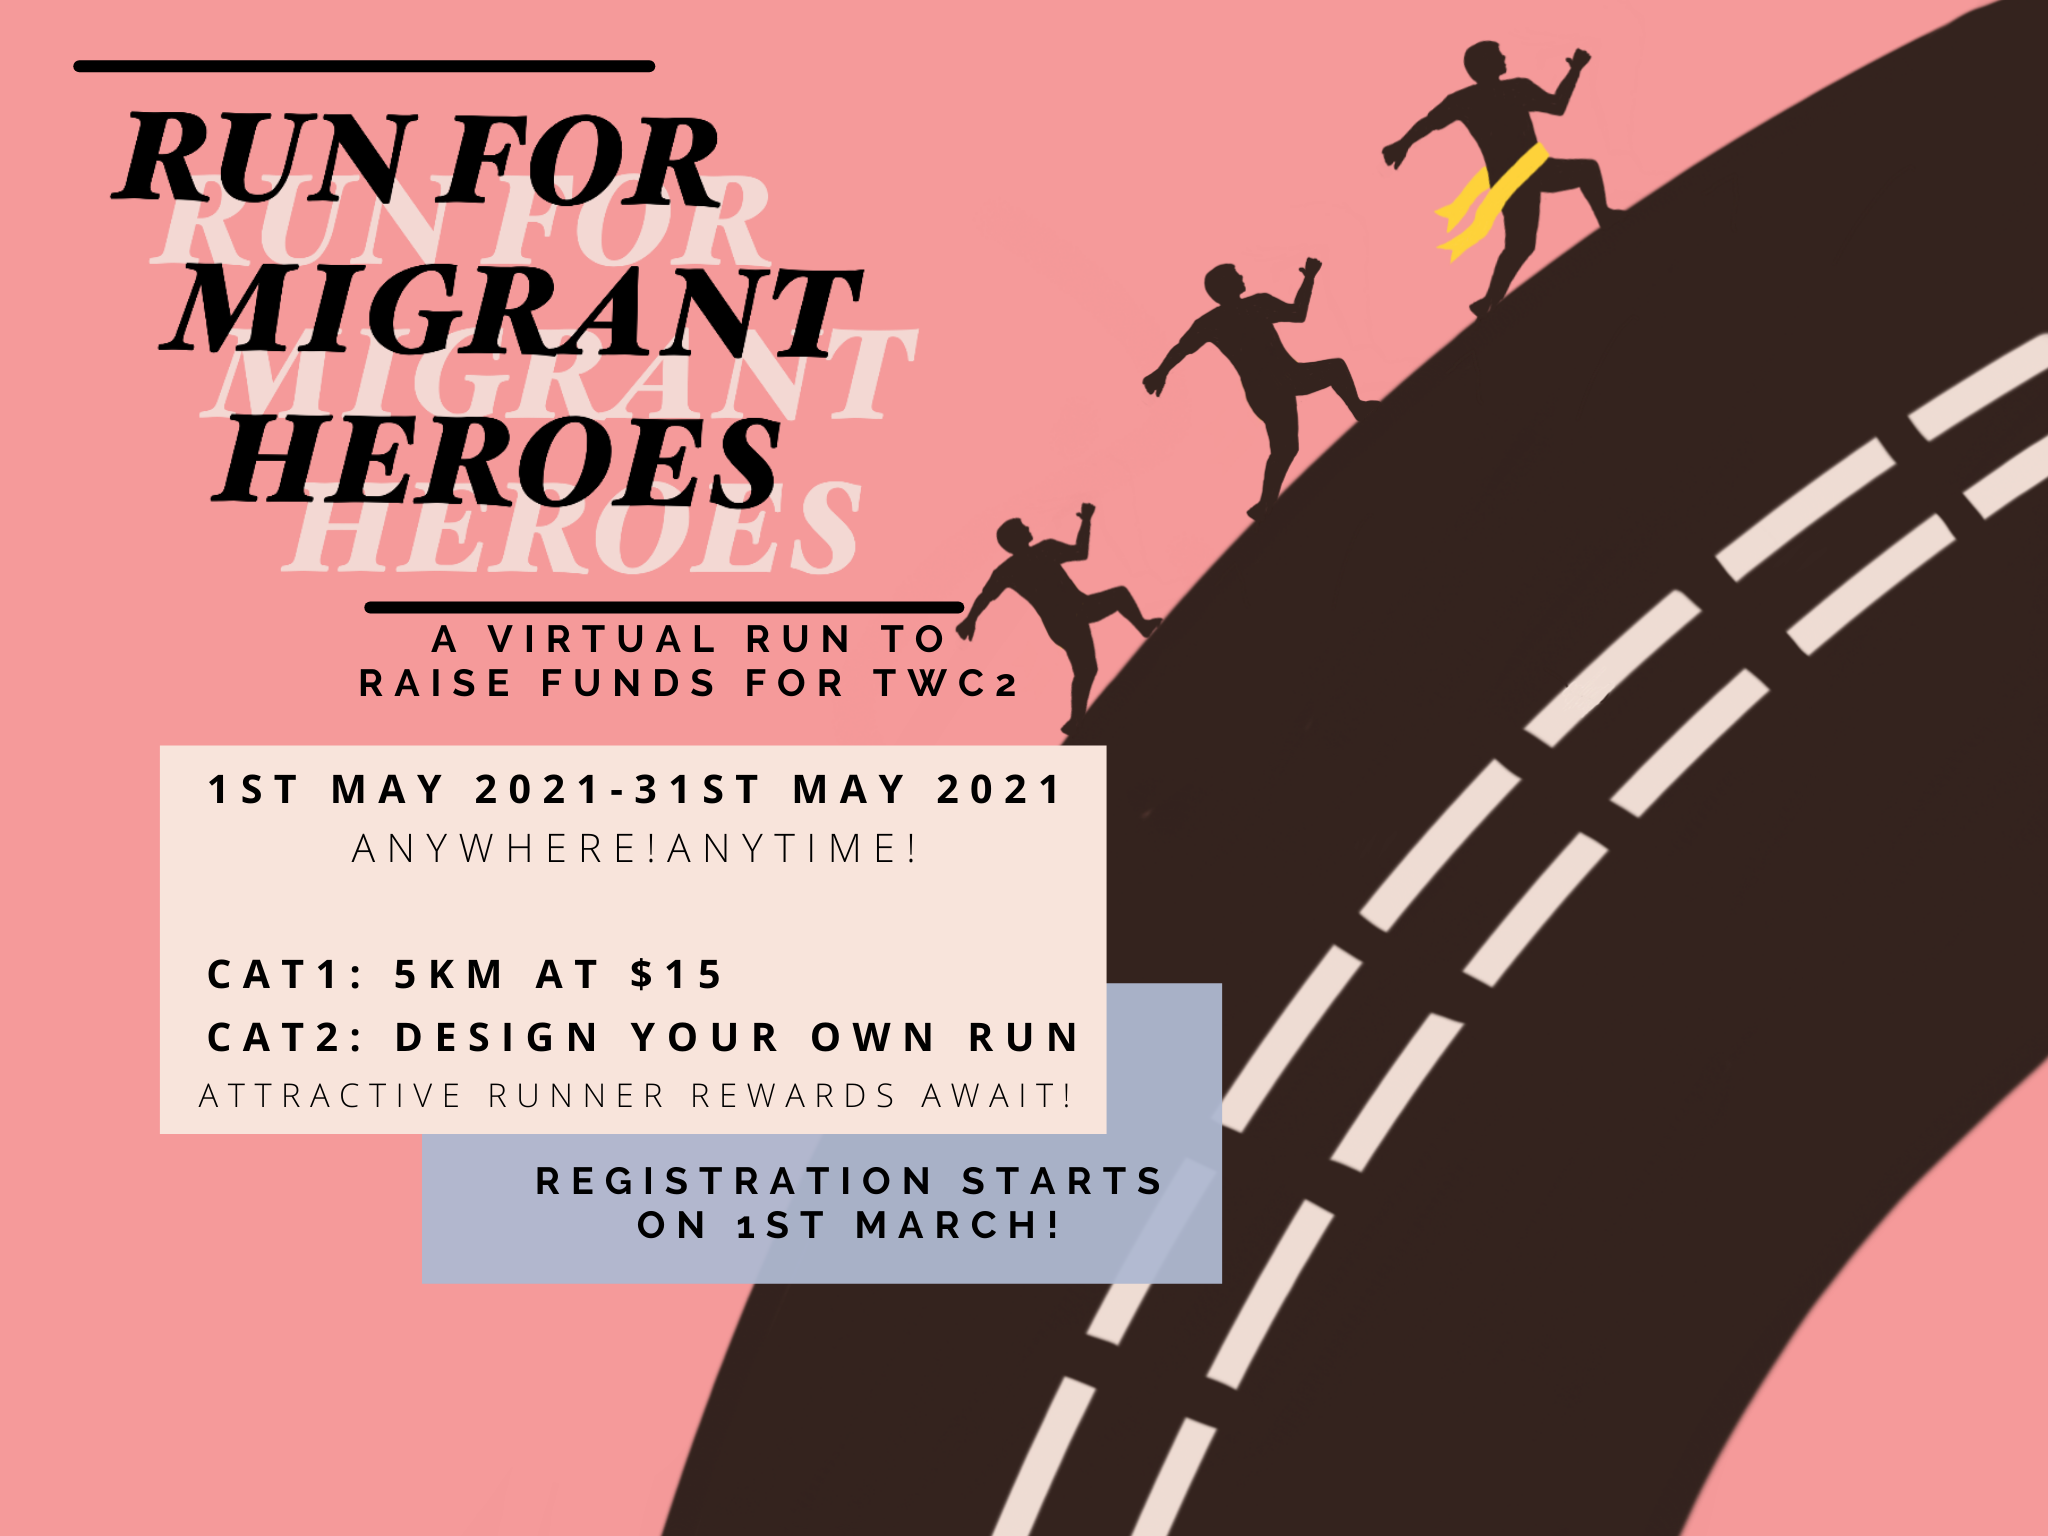 RUN FOR
MIGRANT
HEROES
A VIRTUAL RUN TO
RAISE FUNDS FOR TWC2
1ST MAY 2021-31ST MAY 2021
ANYWHERE!ANYTIME!
CAT1: 5KM AT $15
CAT2: DESIGN YOUR OWN RUN
ATTRACTIVE RUNNER REWARDS AWAIT!
REGISTRATION STARTS
ON 1ST MARCH!